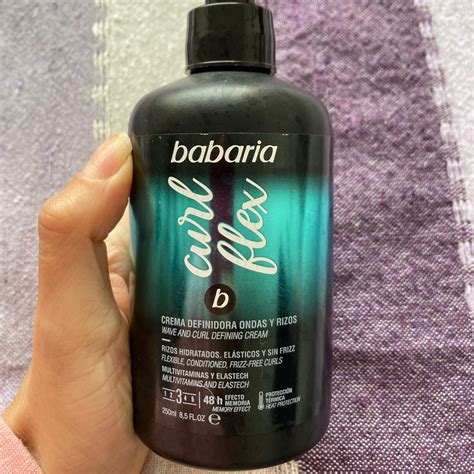 babaria
curl
flex
b
CREMA DEFINIDORA ONDAS Y RIZOS
WAVE AND CURL DEFINING CREAM
RIZOS HIDRATADOS, ELÁSTICOS Y SIN FRIZZ
FLEXIBLE, CONDITIONED, FRIZZ-FREE CURLS
MULTIVITAMINAS Y ELASTECH
MULTIVITAMINS AND ELASTECH
1 2 3 4 5
48h EFECTO MEMORIA
MEMORY EFFECT
PROTECCIÓN TÉRMICA
HEAT PROTECTION
250ml 8,5 fl.OZ ℮